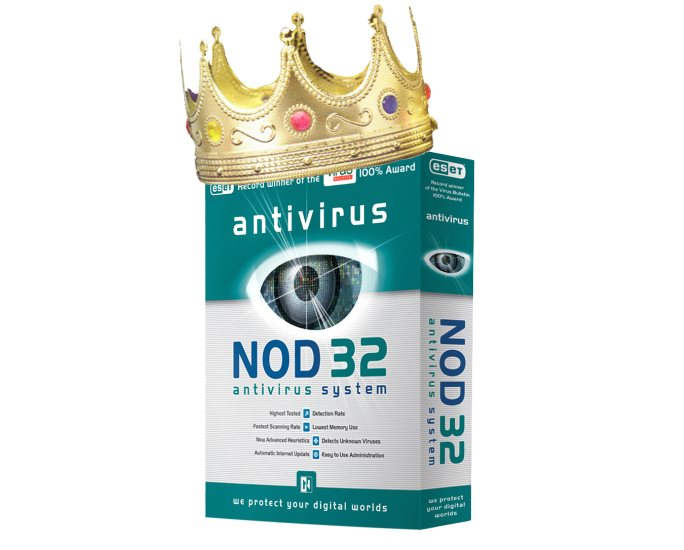 eset Record winner of the Virus BULLETIN 100% Award
antivirus
NOD 32
antivirus system
Highest Tested Detection Rate
Fastest Scanning Rate Lowest Memory Use
New Advanced Heuristics Detects Unknown Viruses
Automatic Internet Update Easy to Use Administration
we protect your digital worlds
eset
Record winner
of the Virus Bulletin
100% Award
antivirus
NOD 32
antivirus system
we protect
your digital
worlds